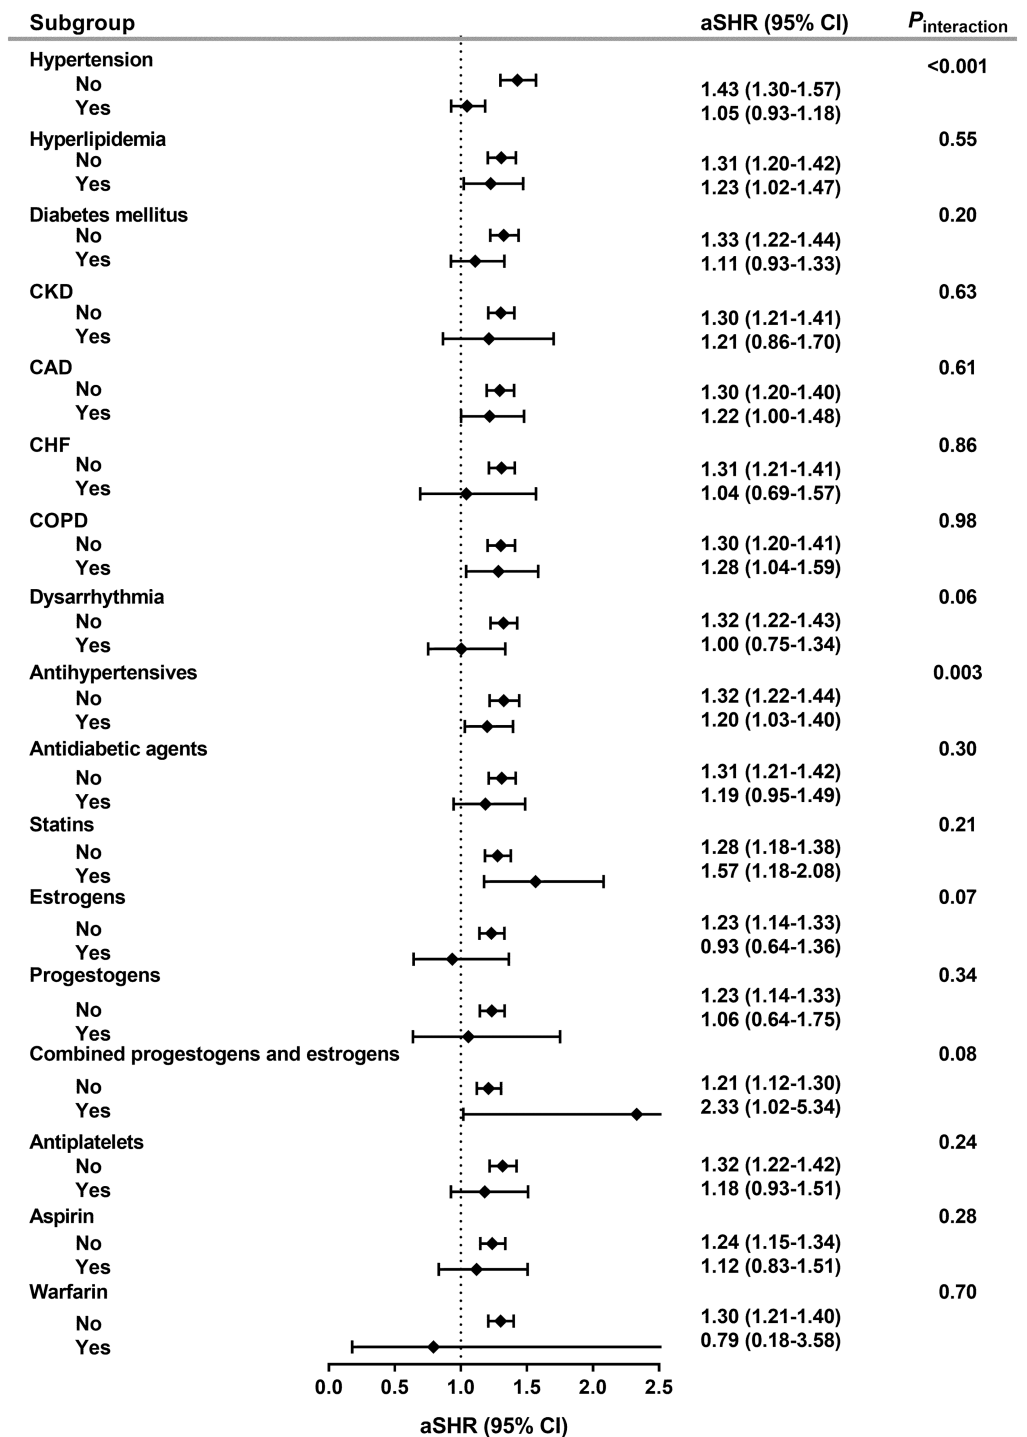 Subgroup aSHR (95% CI) Pinteraction
Hypertension <0.001
No 1.43 (1.30-1.57)
Yes 1.05 (0.93-1.18)
Hyperlipidemia 0.55
No 1.31 (1.20-1.42)
Yes 1.23 (1.02-1.47)
Diabetes mellitus 0.20
No 1.33 (1.22-1.44)
Yes 1.11 (0.93-1.33)
CKD 0.63
No 1.30 (1.21-1.41)
Yes 1.21 (0.86-1.70)
CAD 0.61
No 1.30 (1.20-1.40)
Yes 1.22 (1.00-1.48)
CHF 0.86
No 1.31 (1.21-1.41)
Yes 1.04 (0.69-1.57)
COPD 0.98
No 1.30 (1.20-1.41)
Yes 1.28 (1.04-1.59)
Dysarrhythmia 0.06
No 1.32 (1.22-1.43)
Yes 1.00 (0.75-1.34)
Antihypertensives 0.003
No 1.32 (1.22-1.44)
Yes 1.20 (1.03-1.40)
Antidiabetic agents 0.30
No 1.31 (1.21-1.42)
Yes 1.19 (0.95-1.49)
Statins 0.21
No 1.28 (1.18-1.38)
Yes 1.57 (1.18-2.08)
Estrogens 0.07
No 1.23 (1.14-1.33)
Yes 0.93 (0.64-1.36)
Progestogens 0.34
No 1.23 (1.14-1.33)
Yes 1.06 (0.64-1.75)
Combined progestogens and estrogens 0.08
No 1.21 (1.12-1.30)
Yes 2.33 (1.02-5.34)
Antiplatelets 0.24
No 1.32 (1.22-1.42)
Yes 1.18 (0.93-1.51)
Aspirin 0.28
No 1.24 (1.15-1.34)
Yes 1.12 (0.83-1.51)
Warfarin 0.70
No 1.30 (1.21-1.40)
Yes 0.79 (0.18-3.58)
0.0 0.5 1.0 1.5 2.0 2.5
aSHR (95% CI)